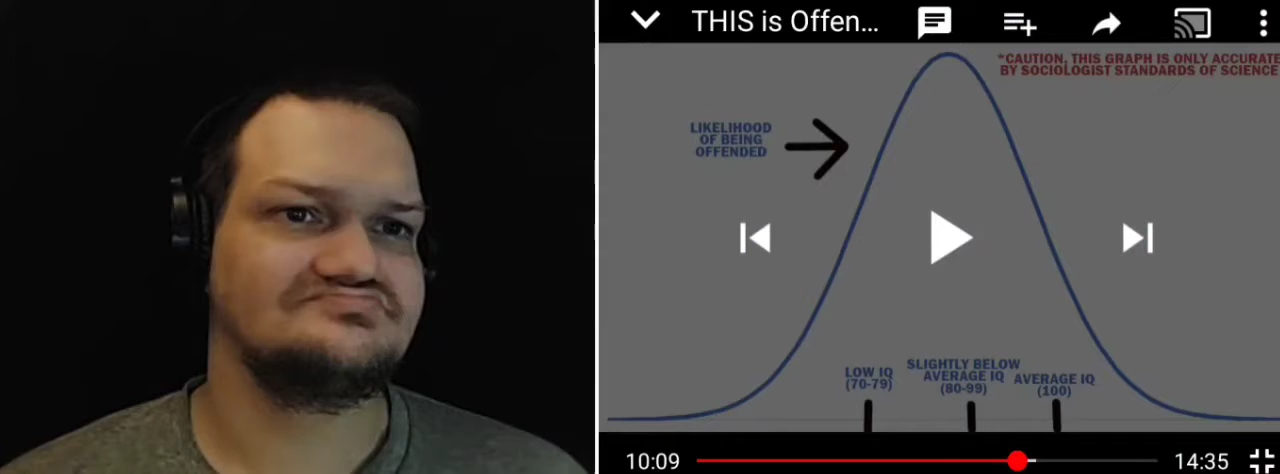 THIS is Offen...
*CAUTION, THIS GRAPH IS ONLY ACCURATE
BY SOCIOLOGIST STANDARDS OF SCIENCE
LIKELIHOOD
OF BEING
OFFENDED
LOW IQ
(70-79)
SLIGHTLY BELOW
AVERAGE IQ
(80-99)
AVERAGE IQ
(100)
10:09
14:35